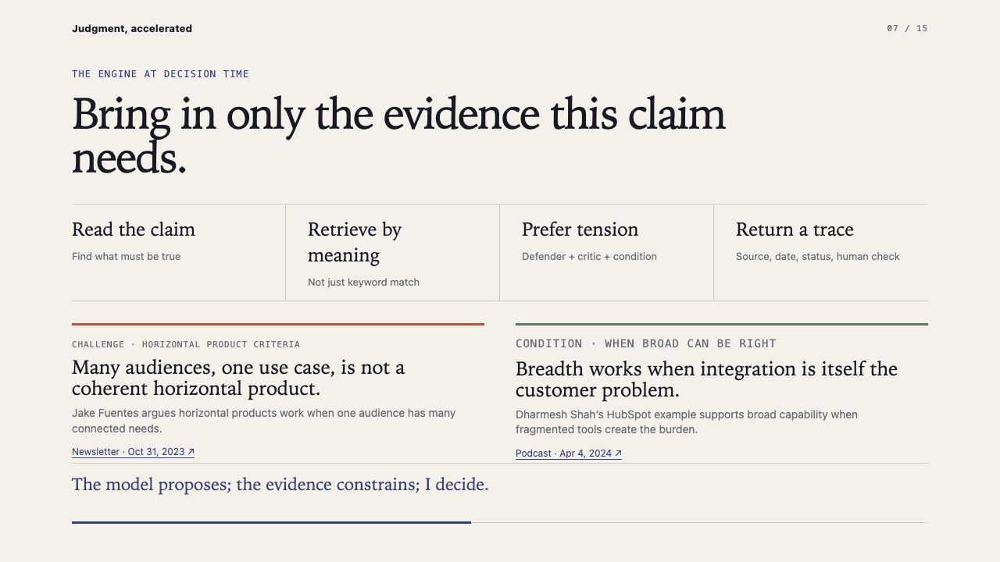 Judgment, accelerated
07 / 15
THE ENGINE AT DECISION TIME
Bring in only the evidence this claim
needs.
Read the claim
Find what must be true
Retrieve by
meaning
Not just keyword match
Prefer tension
Defender + critic + condition
Return a trace
Source, date, status, human check
CHALLENGE · HORIZONTAL PRODUCT CRITERIA
Many audiences, one use case, is not a
coherent horizontal product.
Jake Fuentes argues horizontal products work when one audience has many
connected needs.
Newsletter · Oct 31, 2023 ↗
CONDITION · WHEN BROAD CAN BE RIGHT
Breadth works when integration is itself the
customer problem.
Dharmesh Shah’s HubSpot example supports broad capability when
fragmented tools create the burden.
Podcast · Apr 4, 2024 ↗
The model proposes; the evidence constrains; I decide.